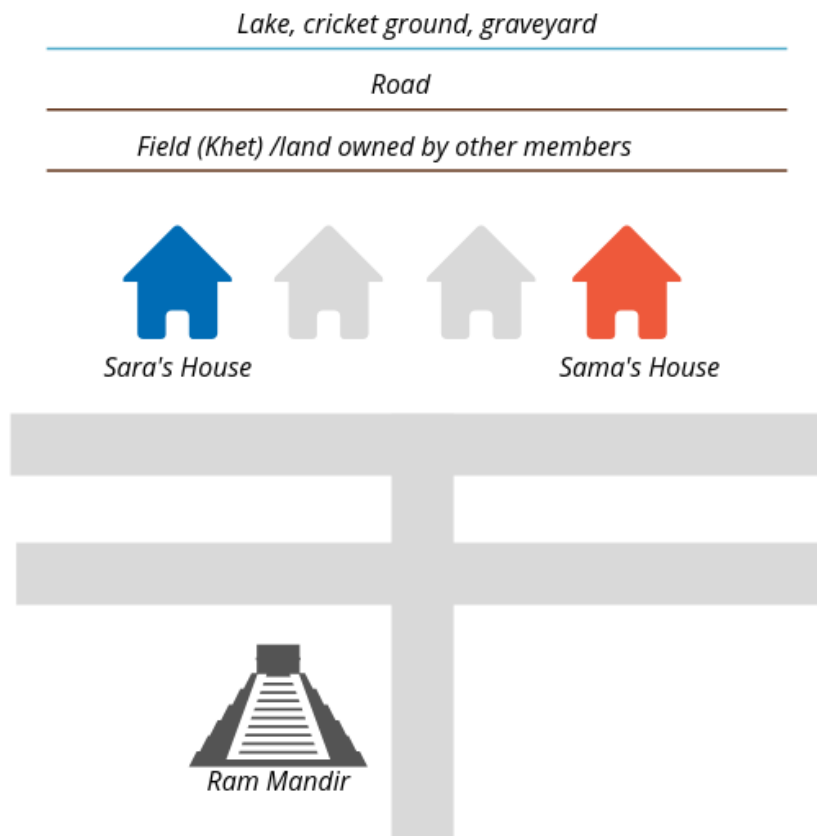 Lake, cricket ground, graveyard
Road
Field (Khet) /land owned by other members
Sara's House
Sama's House
Ram Mandir